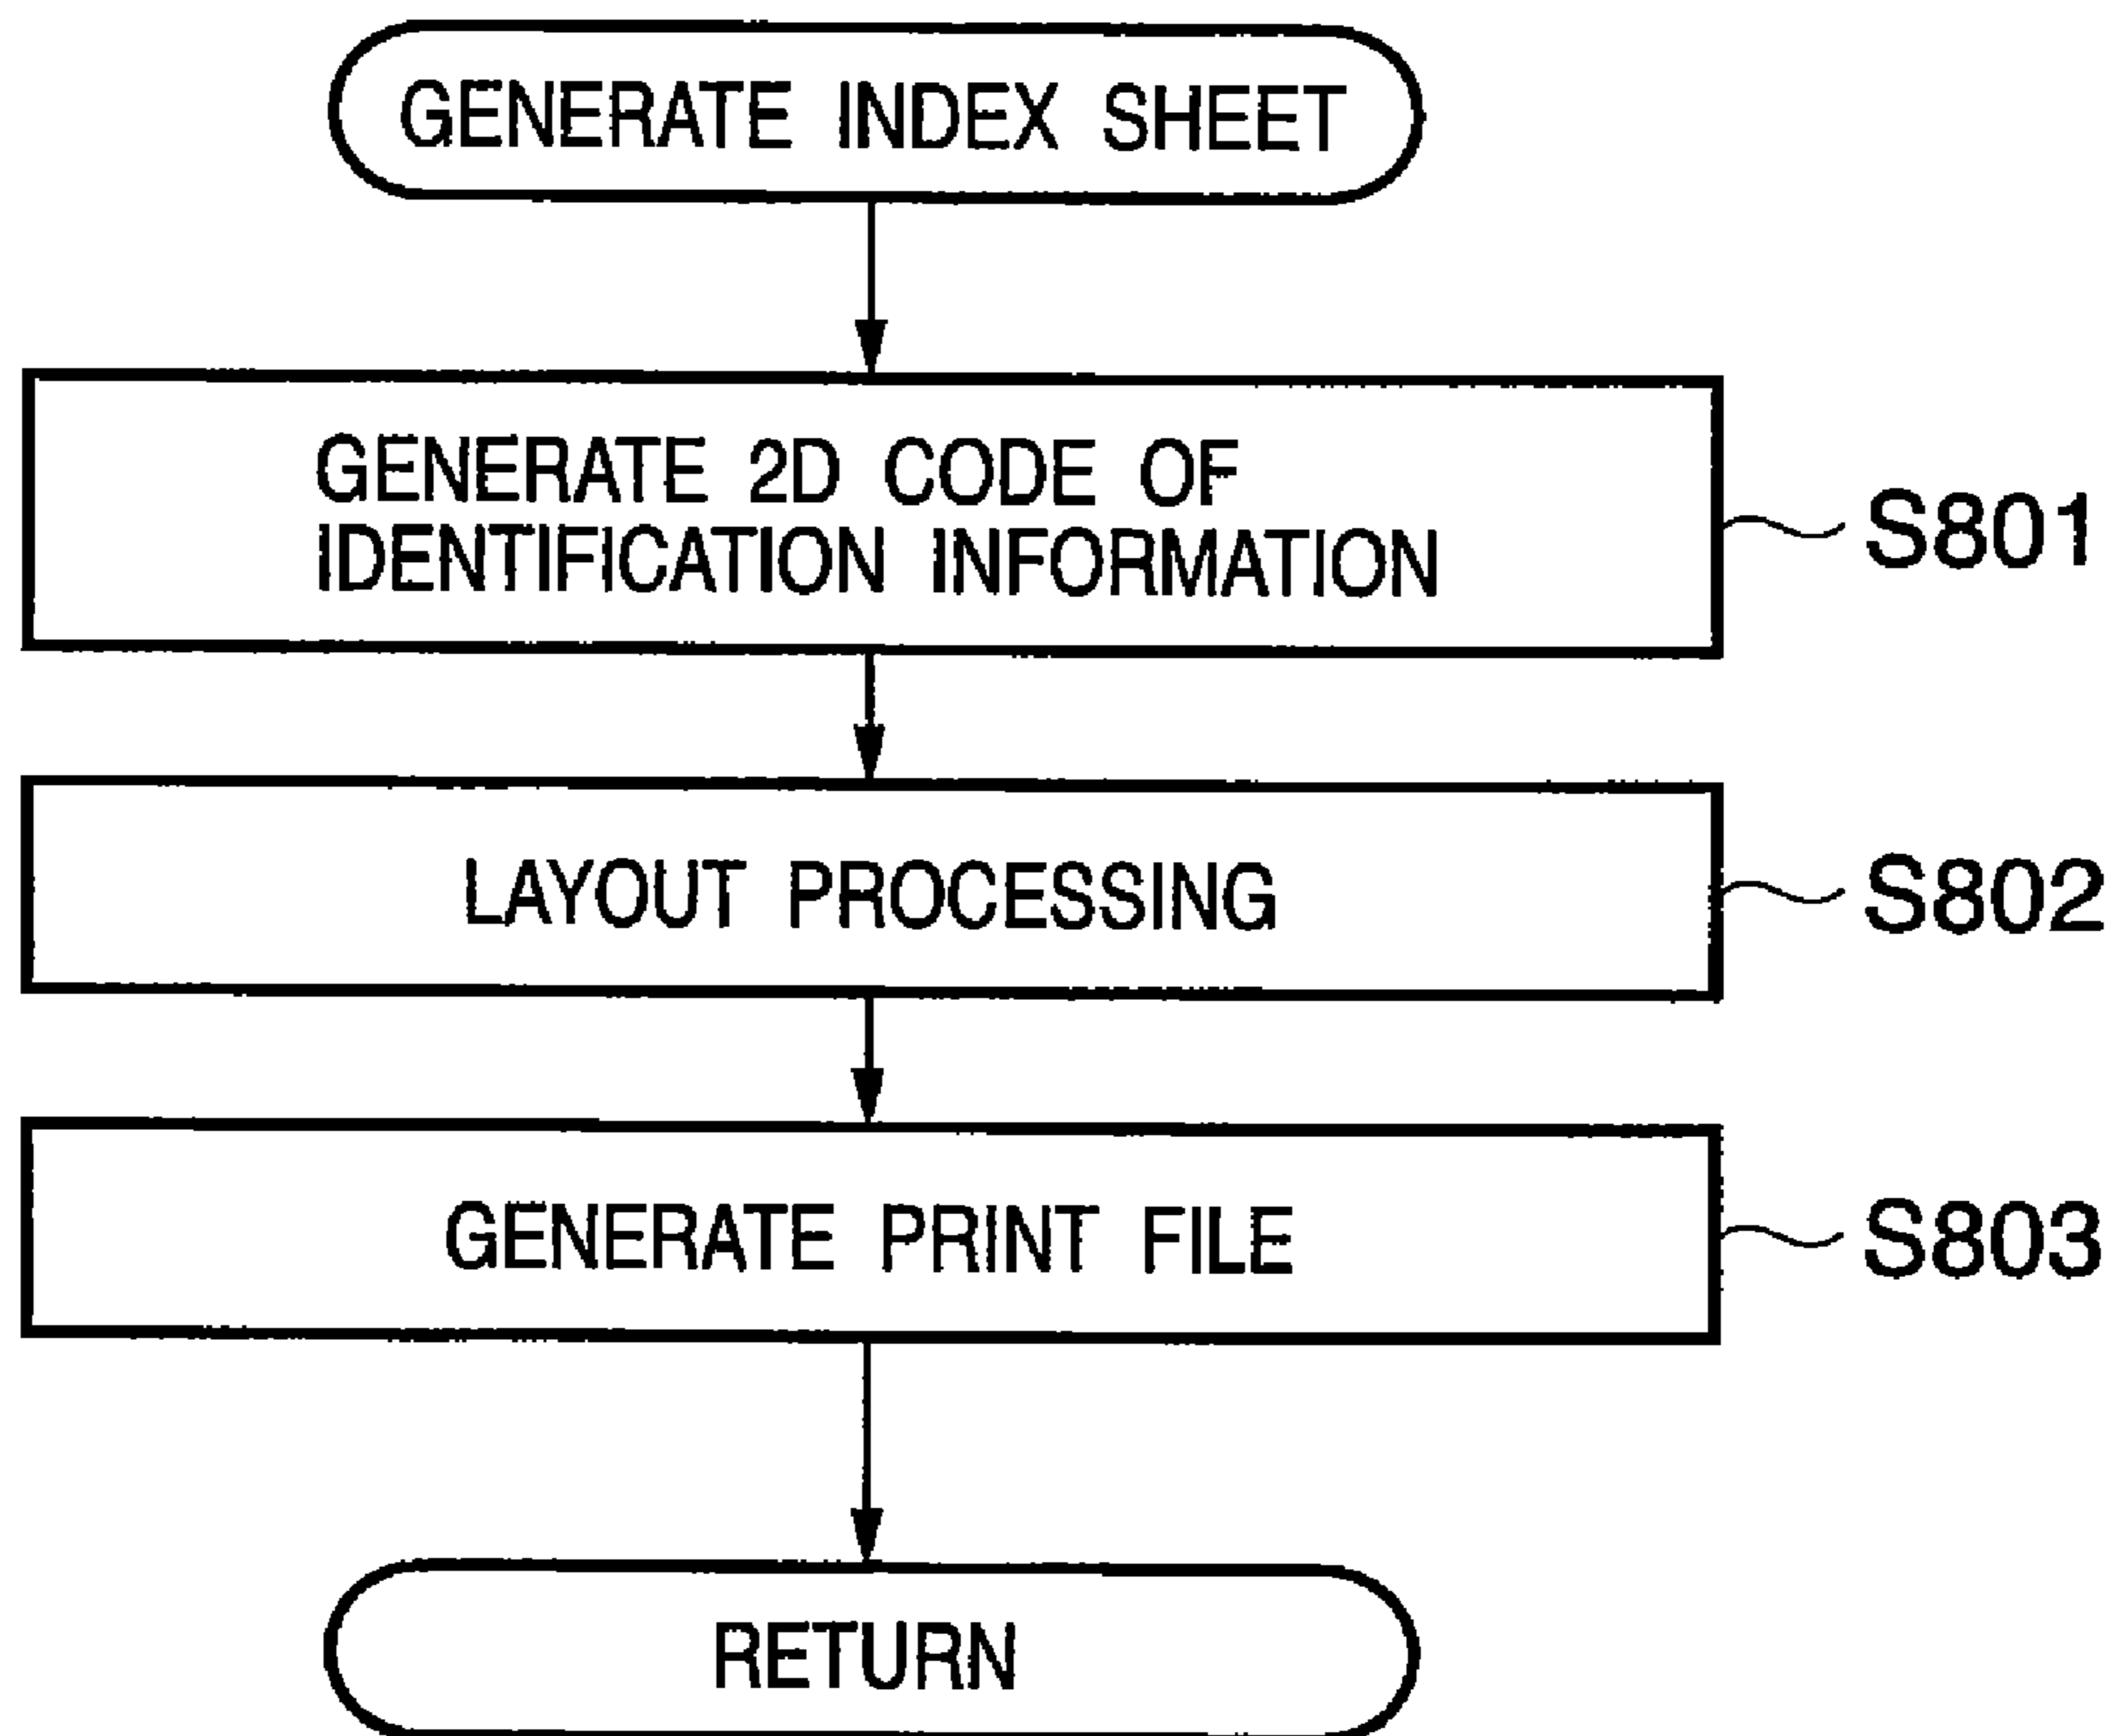 GENERATE INDEX SHEET
GENERATE 2D CODE OF
IDENTIFICATION INFORMATION
S801
LAYOUT PROCESSING
S802
GENERATE PRINT FILE
S803
RETURN